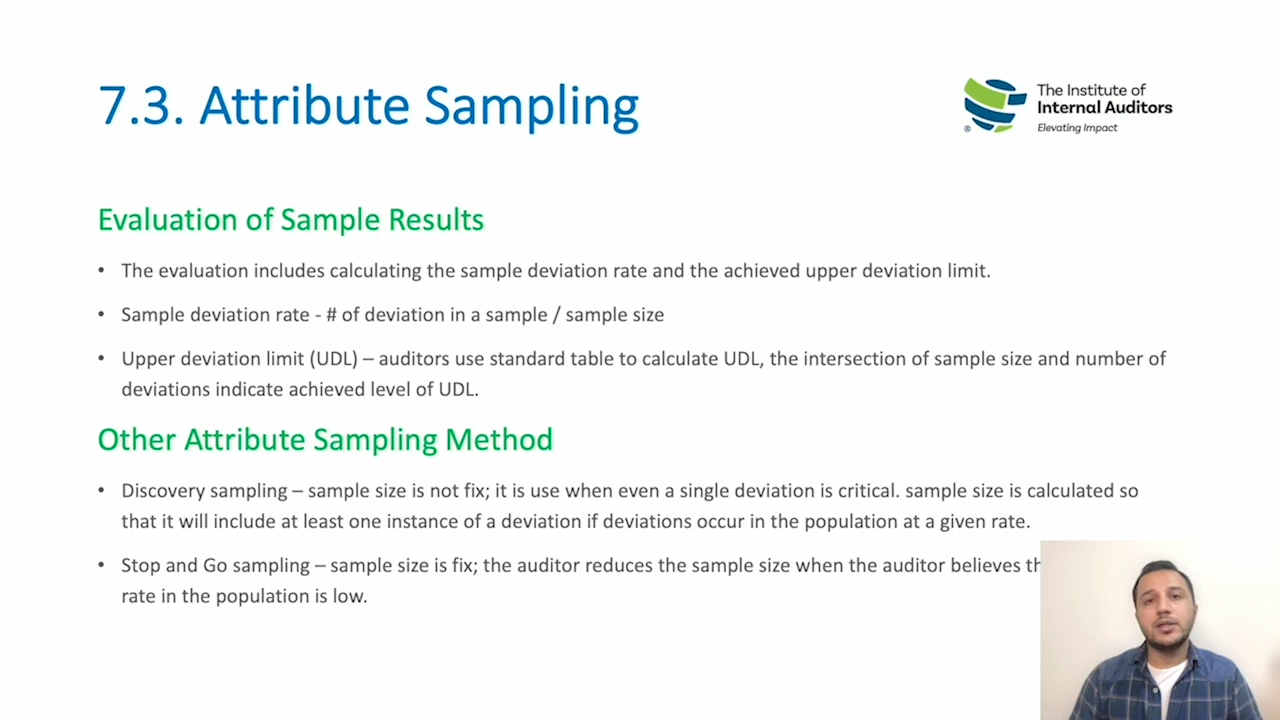 7.3. Attribute Sampling
The Institute of
Internal Auditors
Elevating Impact
®
Evaluation of Sample Results
• The evaluation includes calculating the sample deviation rate and the achieved upper deviation limit.
• Sample deviation rate - # of deviation in a sample / sample size
• Upper deviation limit (UDL) – auditors use standard table to calculate UDL, the intersection of sample size and number of
deviations indicate achieved level of UDL.
Other Attribute Sampling Method
• Discovery sampling – sample size is not fix; it is use when even a single deviation is critical. sample size is calculated so
that it will include at least one instance of a deviation if deviations occur in the population at a given rate.
• Stop and Go sampling – sample size is fix; the auditor reduces the sample size when the auditor believes
rate in the population is low.